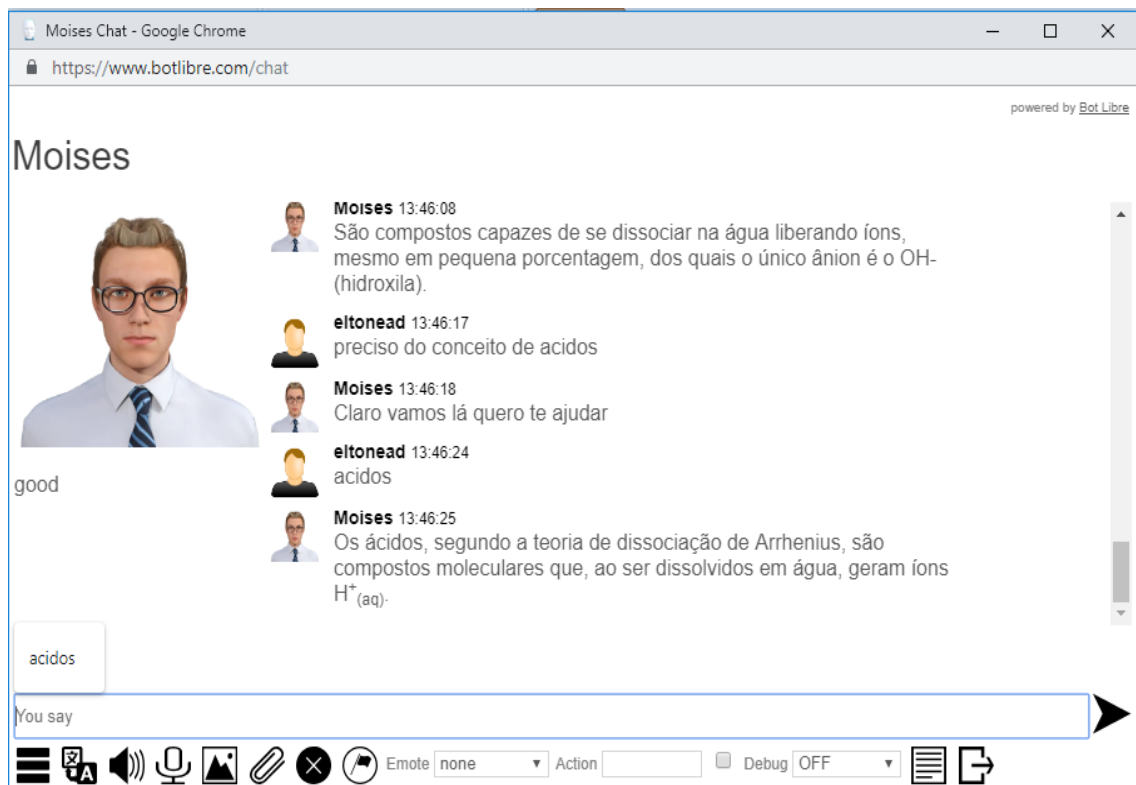 Moises Chat - Google Chrome
https://www.botlibre.com/chat
powered by Bot Libre
Moises
Moises 13:46:08
São compostos capazes de se dissociar na água liberando íons,
mesmo em pequena porcentagem, dos quais o único ânion é o OH-
(hidroxila).
eltonead 13:46:17
preciso do conceito de acidos
Moises 13:46:18
Claro vamos lá quero te ajudar
eltonead 13:46:24
acidos
good
Moises 13:46:25
Os ácidos, segundo a teoria de dissociação de Arrhenius, são
compostos moleculares que, ao ser dissolvidos em água, geram íons
H⁺(aq).
acidos
You say
文A Emote none Action Debug OFF